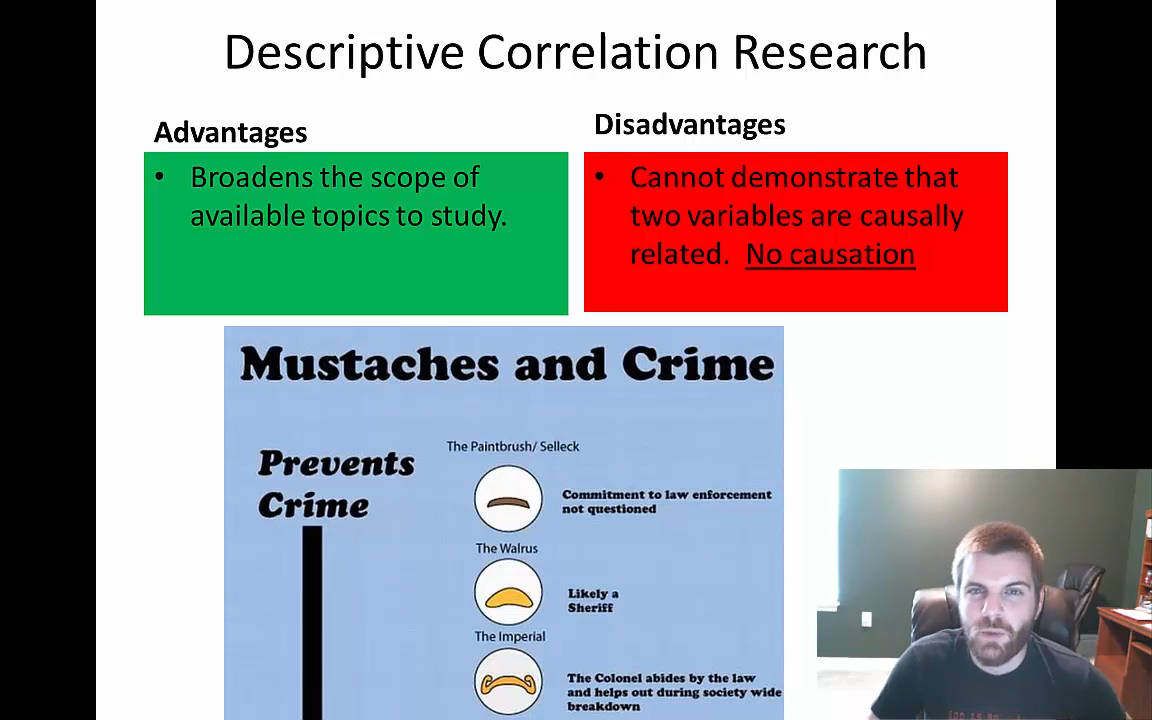 Descriptive Correlation Research
Advantages
• Broadens the scope of
available topics to study.
Disadvantages
• Cannot demonstrate that
two variables are causally
related. No causation
Mustaches and Crime
Prevents
Crime
The Paintbrush/ Selleck
Commitment to law enforcement
not questioned
The Walrus
Likely a
Sheriff
The Imperial
The Colonel abides by the law
and helps out during society wide
breakdown